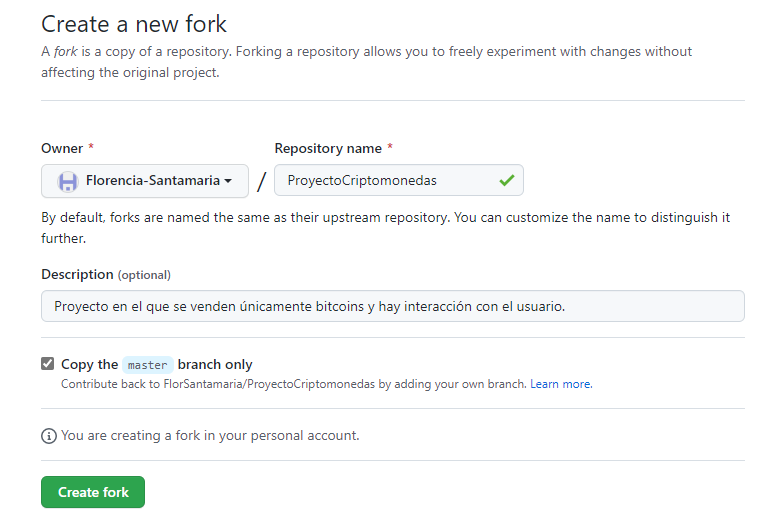 Create a new fork
A fork is a copy of a repository. Forking a repository allows you to freely experiment with changes without
affecting the original project.
Owner * Repository name *
Florencia-Santamaria / ProyectoCriptomonedas
By default, forks are named the same as their upstream repository. You can customize the name to distinguish it
further.
Description (optional)
Proyecto en el que se venden únicamente bitcoins y hay interacción con el usuario.
Copy the master branch only
Contribute back to FlorSantamaria/ProyectoCriptomonedas by adding your own branch. Learn more.
You are creating a fork in your personal account.
Create fork